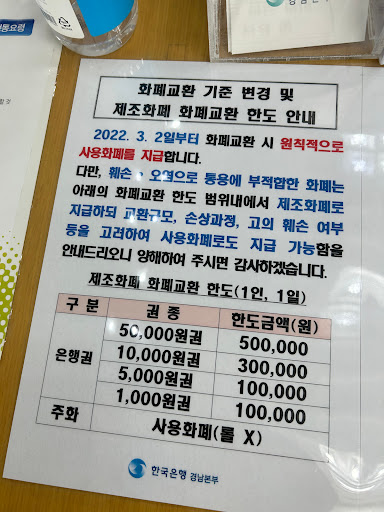 통요령
할 것
경남본부
화폐교환 기준 변경 및
제조화폐 화폐교환 한도 안내
2022. 3. 2일부터 화폐교환 시 원칙적으로
사용화폐를 지급합니다.
다만, 훼손·오염으로 통용에 부적합한 화폐는
아래의 화폐교환 한도 범위내에서 제조화폐로
지급하되 교환규모, 손상과정, 고의 훼손 여부
등을 고려하여 사용화폐로도 지급 가능함을
안내드리오니 양해하여 주시면 감사하겠습니다.
제조화폐 화폐교환 한도(1인, 1일)
구 분 권 종 한도금액(원)
은행권 50,000원권 500,000
10,000원권 300,000
5,000원권 100,000
1,000원권 100,000
주화 사용화폐(롤 X)
한국은행 경남본부